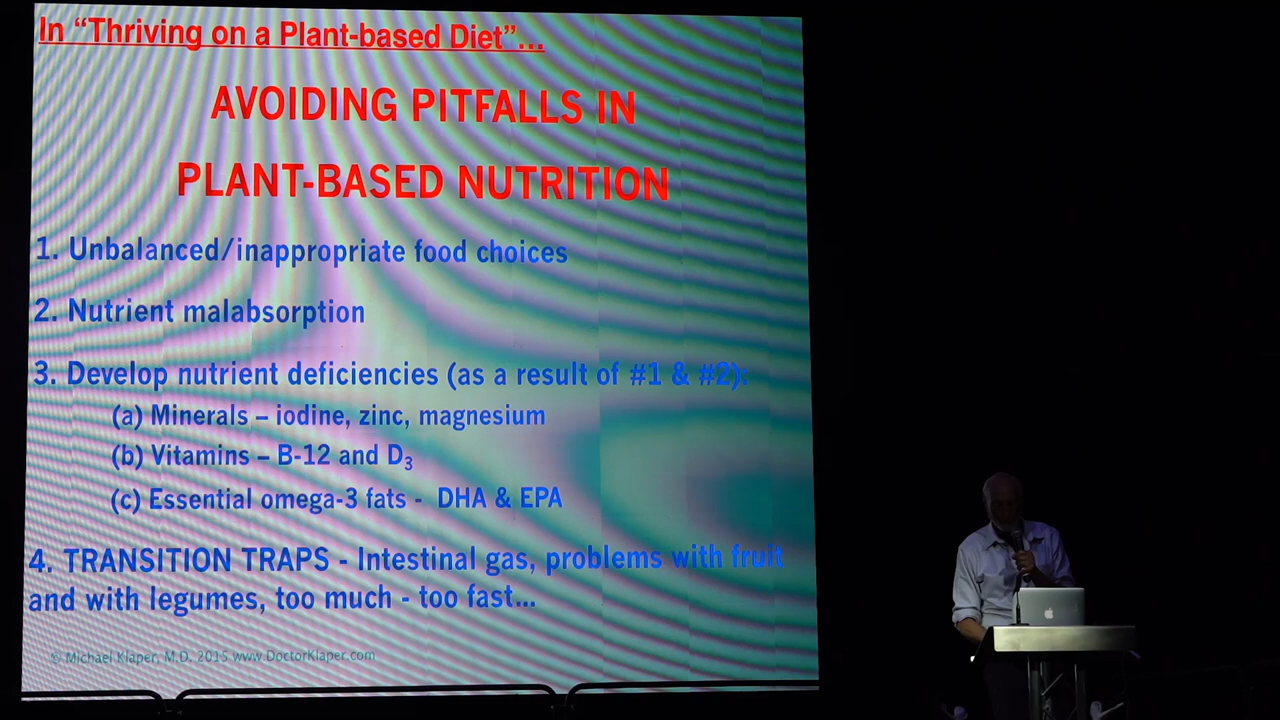 In “Thriving on a Plant-based Diet”...
AVOIDING PITFALLS IN
PLANT-BASED NUTRITION
1. Unbalanced/inappropriate food choices
2. Nutrient malabsorption
3. Develop nutrient deficiencies (as a result of #1 & #2):
(a) Minerals – iodine, zinc, magnesium
(b) Vitamins – B-12 and D3
(c) Essential omega-3 fats - DHA & EPA
4. TRANSITION TRAPS - Intestinal gas, problems with fruit
and with legumes, too much - too fast...
© Michael Klaper, M.D. 2015 www.DoctorKlaper.com